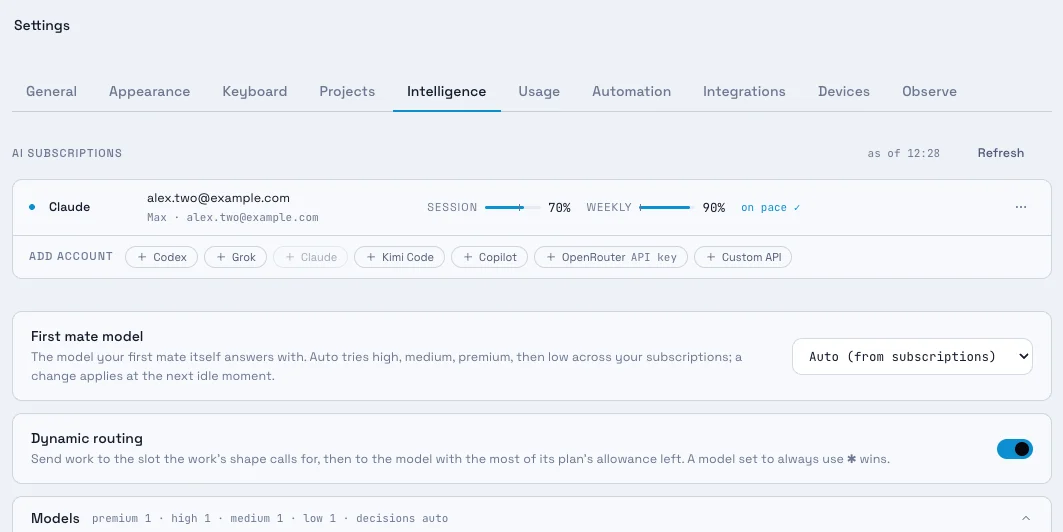 Settings
General Appearance Keyboard Projects Intelligence Usage Automation Integrations Devices Observe
AI SUBSCRIPTIONS as of 12:28 Refresh
Claude alex.two@example.com SESSION 70% WEEKLY 90% on pace ✓ ...
Max · alex.two@example.com
ADD ACCOUNT + Codex + Grok + Claude + Kimi Code + Copilot + OpenRouter API key + Custom API
First mate model
The model your first mate itself answers with. Auto tries high, medium, premium, then low across your subscriptions; a
change applies at the next idle moment.
Auto (from subscriptions)
Dynamic routing
Send work to the slot the work's shape calls for, then to the model with the most of its plan's allowance left. A model set to always use ✱ wins.
Models premium 1 · high 1 · medium 1 · low 1 · decisions auto